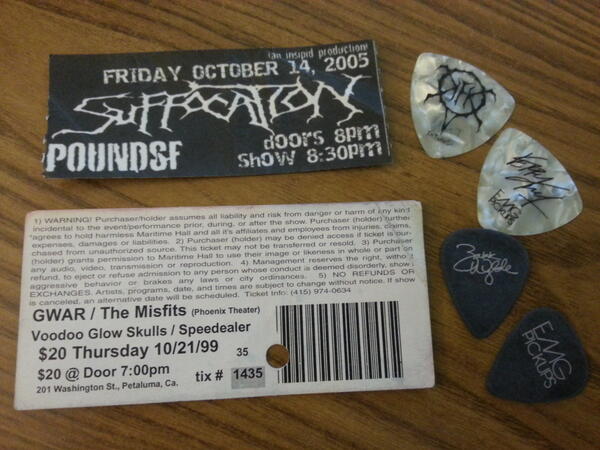 (an insipid production)
FRIDAY OCTOBER 14, 2005
SUFFOCATION
doors 8pm
POUNDSF
show 8:30pm
1) WARNING! Purchaser/holder assumes all liability and risk from danger or harm of any kind
incidental to the event/performance prior, during, or after the show. Purchaser (holder) further
agrees to hold harmless Maritime Hall and all it's affiliates and employees from injuries, claims,
expenses, damages or liabilities. 2) Purchaser (holder) may be denied access if ticket is pur-
chased from unauthorized source. This ticket may not be transferred or resold. 3) Purchaser
(holder) grants permission to Maritime Hall to use their image or likeness in whole or part on
any audio, video, transmission or reproduction. 4) Management reserves the right, without
refund, to eject or refuse admission to any person whose conduct is deemed disorderly,
aggressive behavior or brakes any laws or city ordinances. 5) NO REFUNDS OR
EXCHANGES. Artists, programs, date, and times are subject to change without notice. If show
is canceled, an alternative date will be scheduled. Ticket Info: (415) 974-0634
GWAR / The Misfits (Phoenix Theater)
Voodoo Glow Skulls / Speedealer
$20 Thursday 10/21/99 35
$20 @ Door 7:00pm tix # 1435
201 Washington St., Petaluma, Ca.
EMG
PICKUPS
EMG
PICKUPS